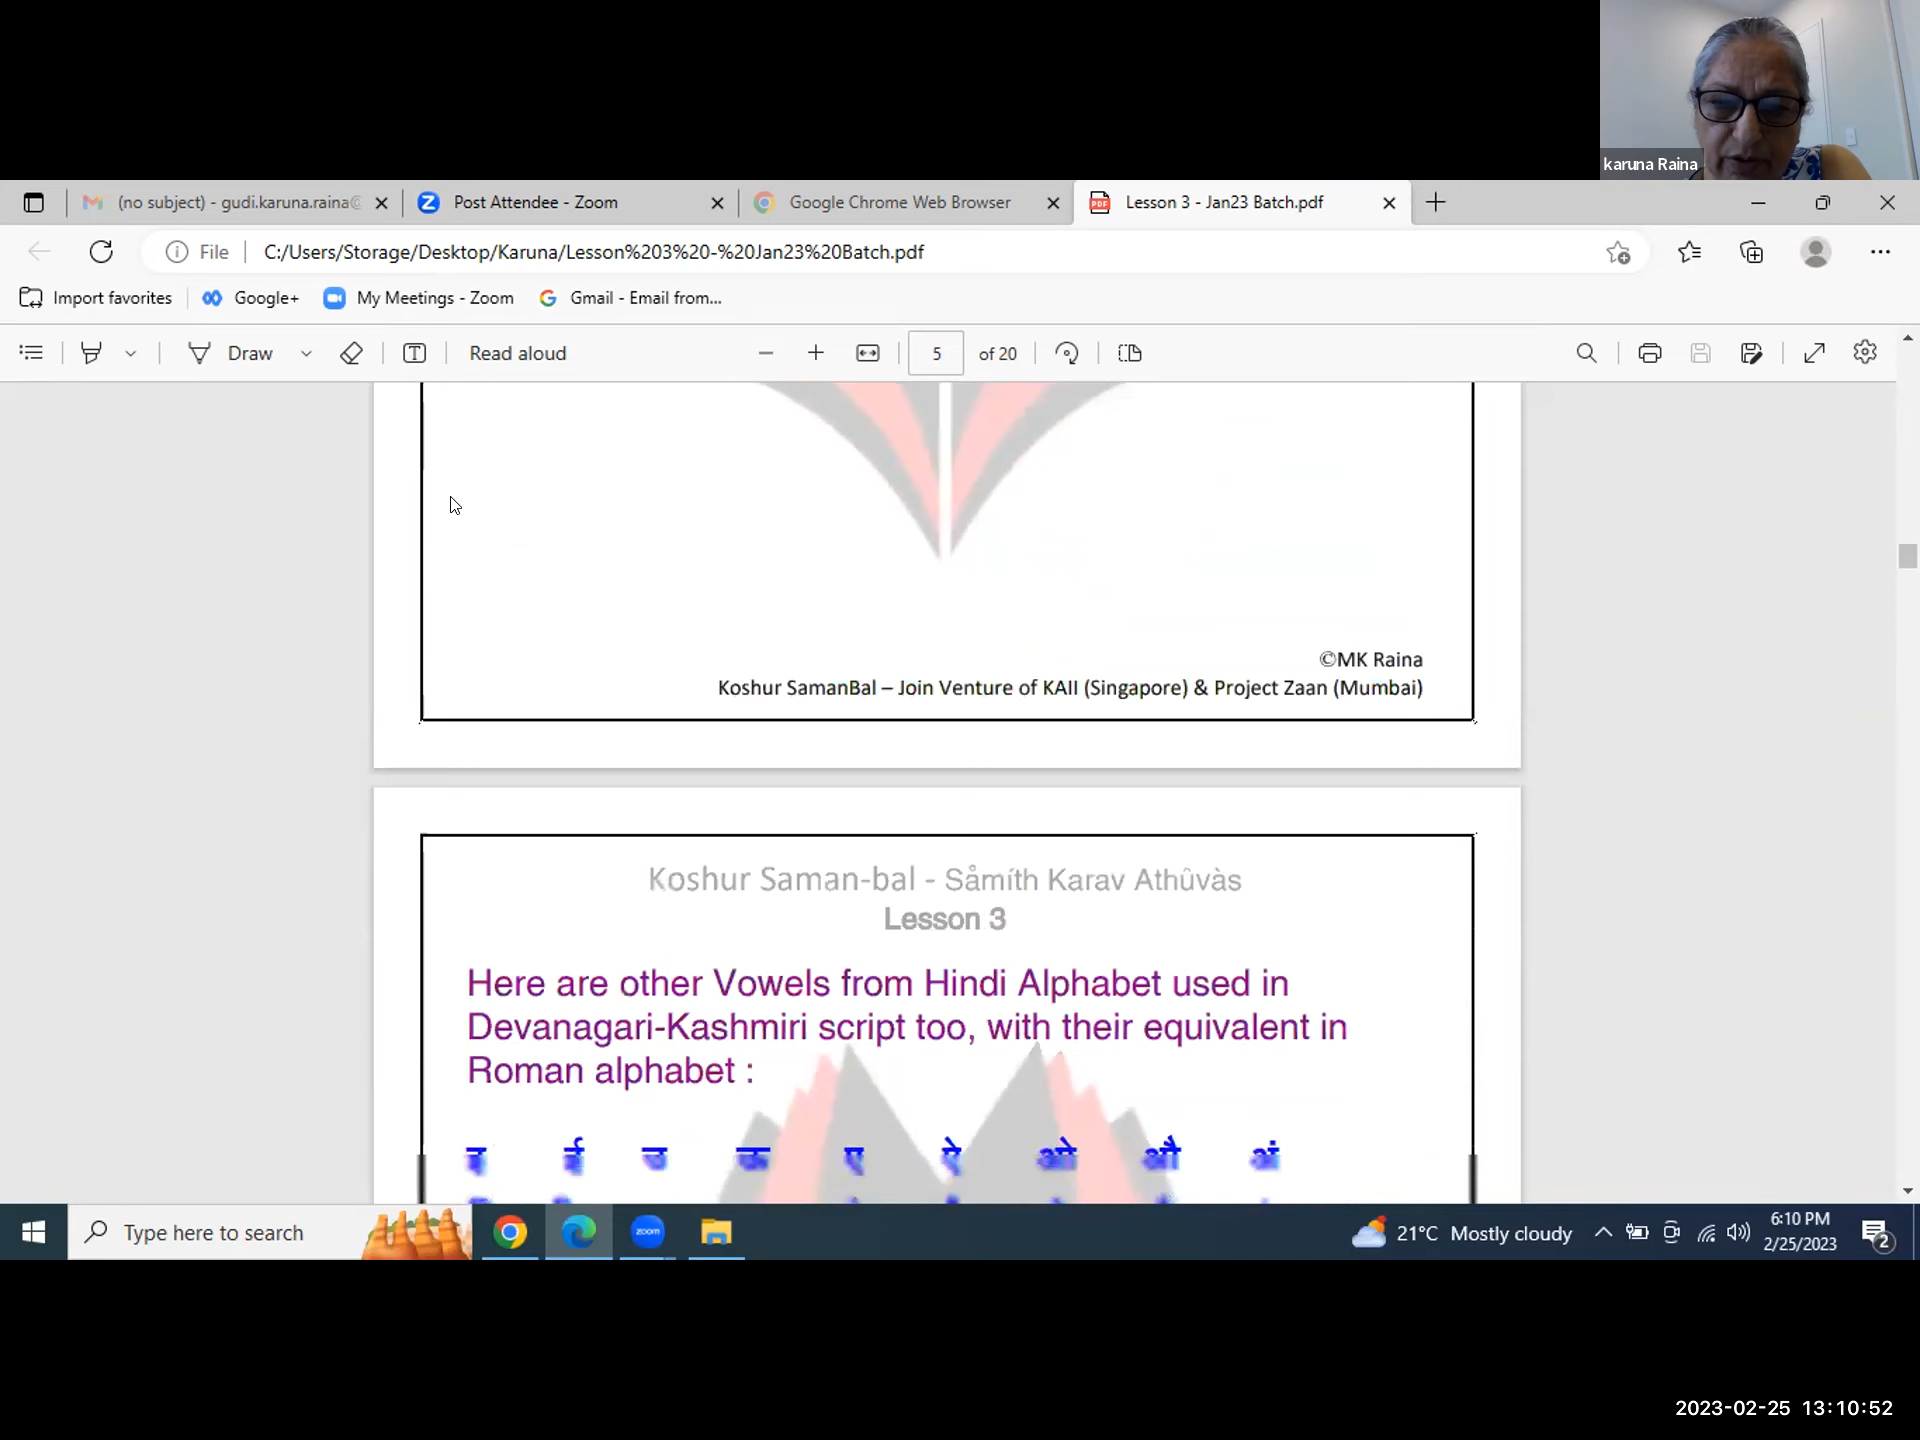 karuna Raina
(no subject) - gudi.karuna.raina@
Post Attendee - Zoom
Google Chrome Web Browser
Lesson 3 - Jan23 Batch.pdf
File
C:/Users/Storage/Desktop/Karuna/Lesson%203%20-%20Jan23%20Batch.pdf
Import favorites
Google+
My Meetings - Zoom
Gmail - Email from...
Draw
Read aloud
5
of 20
©MK Raina
Koshur SamanBal – Join Venture of KAII (Singapore) & Project Zaan (Mumbai)
Koshur Saman-bal - Såmíth Karav Athûvàs
Lesson 3
Here are other Vowels from Hindi Alphabet used in
Devanagari-Kashmiri script too, with their equivalent in
Roman alphabet :
इ ई उ ऊ ए ऐ ओ औ अं
Type here to search
zoom
21°C Mostly cloudy
6:10 PM
2/25/2023
2
2023-02-25 13:10:52